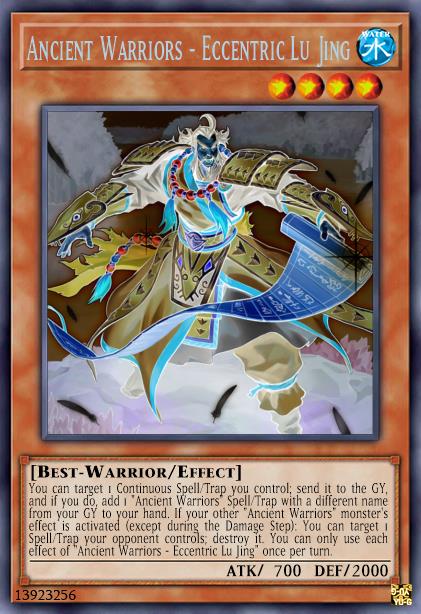 Ancient Warriors - Eccentric Lu Jing
WATER
水
[Best-Warrior/Effect]
You can target 1 Continuous Spell/Trap you control; send it to the GY,
and if you do, add 1 "Ancient Warriors" Spell/Trap with a different name
from your GY to your hand. If your other "Ancient Warriors" monster's
effect is activated (except during the Damage Step): You can target 1
Spell/Trap your opponent controls; destroy it. You can only use each
effect of "Ancient Warriors - Eccentric Lu Jing" once per turn.
ATK/ 700 DEF/2000
13923256